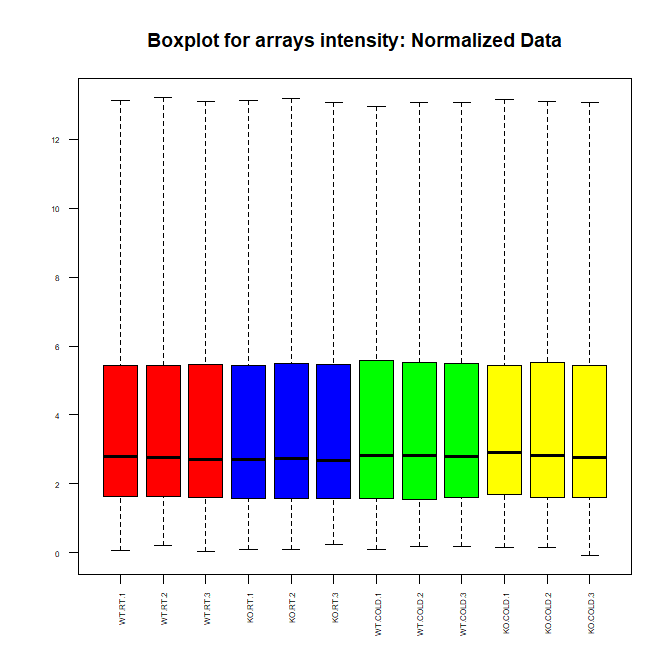 Boxplot for arrays intensity: Normalized Data
12
10
8
6
4
2
0
WT.RT.1
WT.RT.2
WT.RT.3
KO.RT.1
KO.RT.2
KO.RT.3
WT.COLD.1
WT.COLD.2
WT.COLD.3
KO.COLD.1
KO.COLD.2
KO.COLD.3